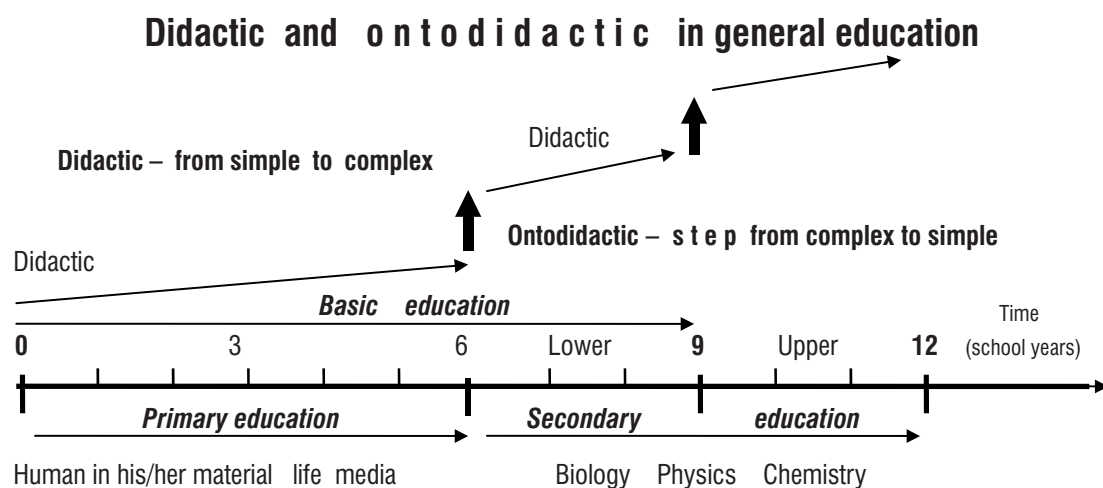 Didactic and ontodidactic in general education
Didactic
Didactic – from simple to complex
Ontodidactic – step from complex to simple
Didactic
Basic education
Time
0 3 6 Lower 9 Upper 12 (school years)
Primary education Secondary education
Human in his/her material life media Biology Physics Chemistry